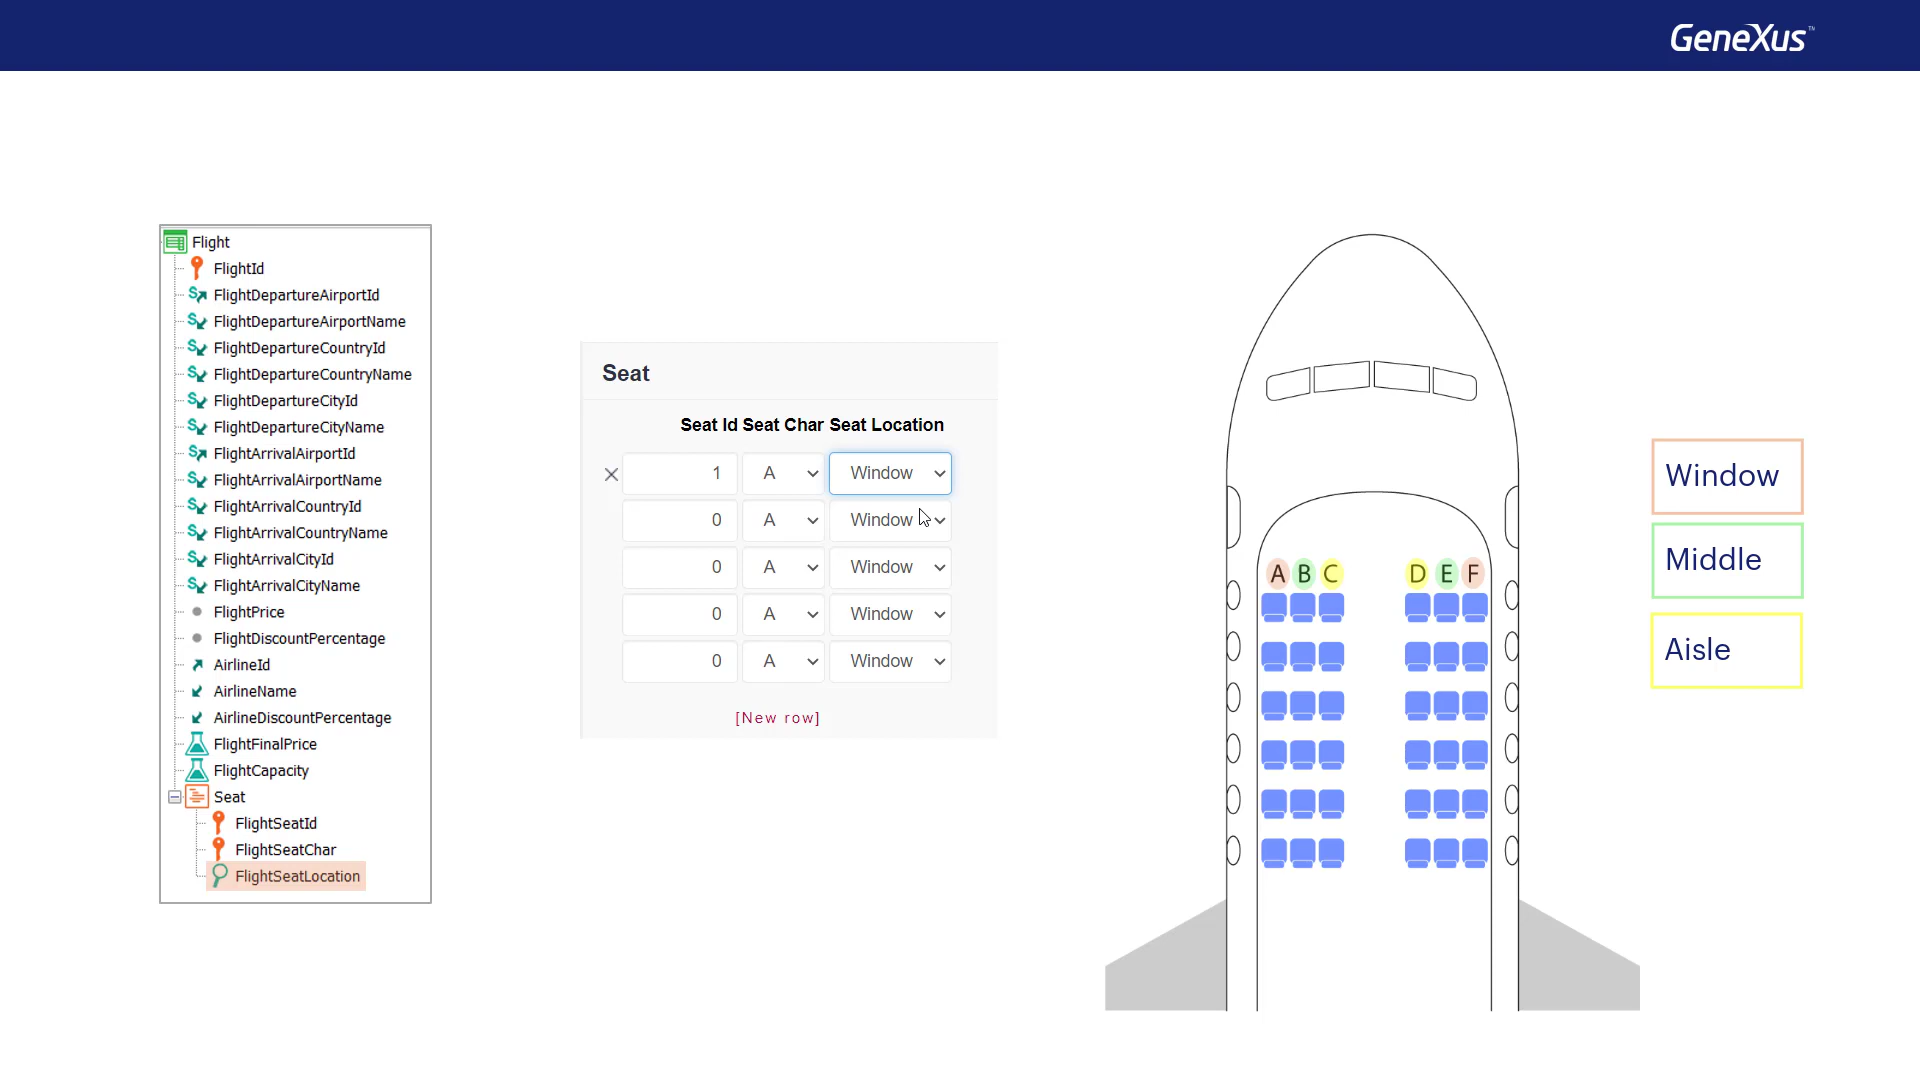 GeneXus™
Flight
FlightId
FlightDepartureAirportId
FlightDepartureAirportName
FlightDepartureCountryId
FlightDepartureCountryName
FlightDepartureCityId
FlightDepartureCityName
FlightArrivalAirportId
FlightArrivalAirportName
FlightArrivalCountryId
FlightArrivalCountryName
FlightArrivalCityId
FlightArrivalCityName
FlightPrice
FlightDiscountPercentage
AirlineId
AirlineName
AirlineDiscountPercentage
FlightFinalPrice
FlightCapacity
Seat
FlightSeatId
FlightSeatChar
FlightSeatLocation
Seat
Seat Id Seat Char Seat Location
1 A Window
0 A Window
0 A Window
0 A Window
0 A Window
[New row]
A B C D E F
Window
Middle
Aisle